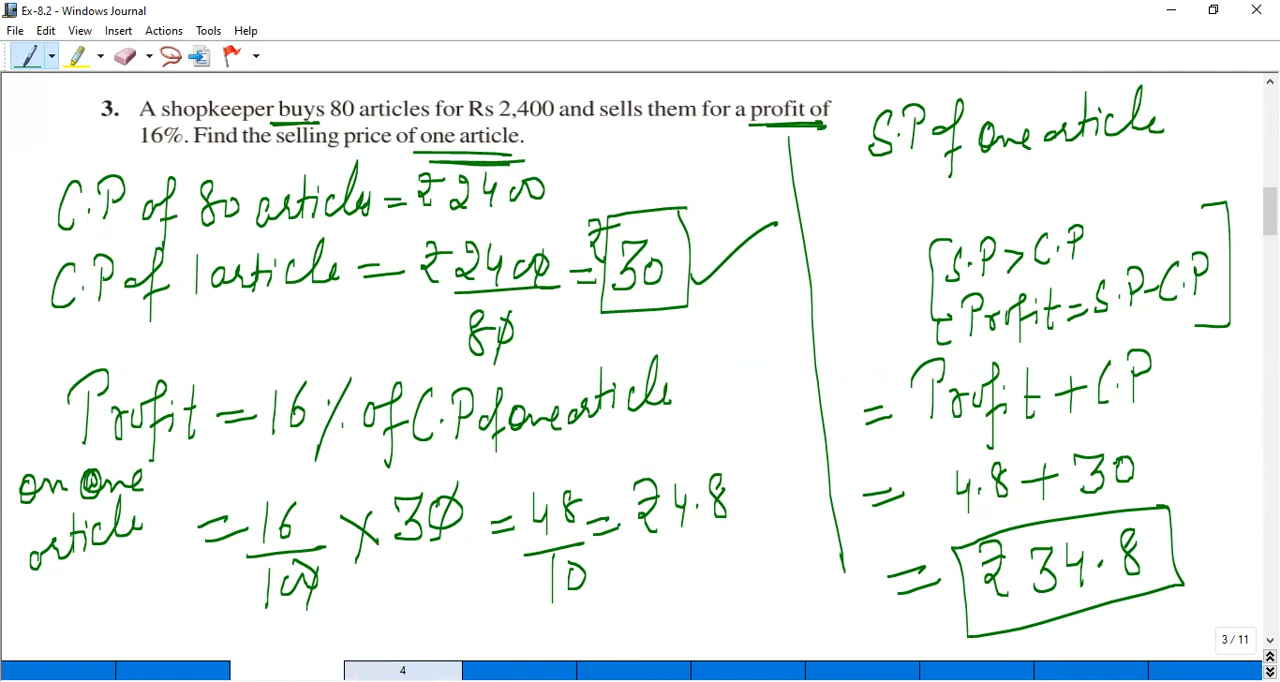 Ex-8.2 - Windows Journal
File Edit View Insert Actions Tools Help
3. A shopkeeper buys 80 articles for Rs 2,400 and sells them for a profit of
16%. Find the selling price of one article.
C.P of 80 articles = ₹ 2400
C.P of 1 article = ₹ 2400/80 = ₹ 30
Profit = 16% of C.P of one article
on one
article
= 16/100 × 30 = 48/10 = ₹ 4.8
S.P of one article
[S.P > C.P
Profit = S.P - C.P]
= Profit + C.P
= 4.8 + 30
= ₹ 34.8
3 / 11
4